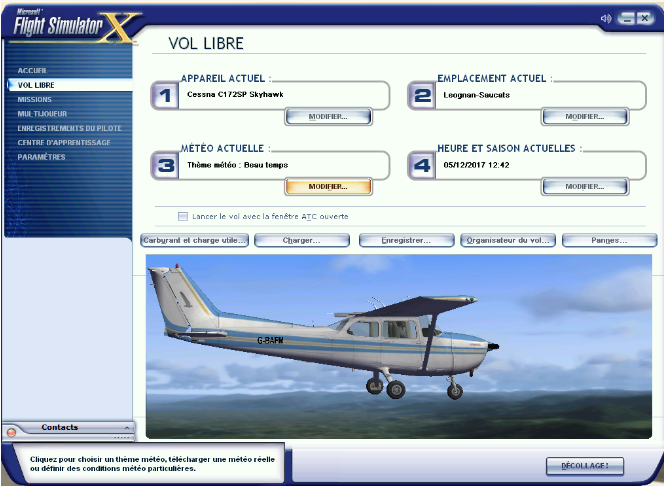 Microsoft
Flight Simulator X
VOL LIBRE
ACCUEIL
VOL LIBRE
MISSIONS
MULTIJOUEUR
ENREGISTREMENTS DU PILOTE
CENTRE D'APPRENTISSAGE
PARAMÈTRES
1
APPAREIL ACTUEL :
Cessna C172SP Skyhawk
MODIFIER...
2
EMPLACEMENT ACTUEL :
Leognan-Saucats
MODIFIER...
3
MÉTÉO ACTUELLE :
Thème météo : Beau temps
MODIFIER...
4
HEURE ET SAISON ACTUELLES :
05/12/2017 12:42
MODIFIER...
Lancer le vol avec la fenêtre ATC ouverte
Carburant et charge utile...
Charger...
Enregistrer...
Organisateur du vol...
Pannes...
G-BAFM
Contacts
Cliquez pour choisir un thème météo, télécharger une météo réelle
ou définir des conditions météo particulières.
DÉCOLLAGE !